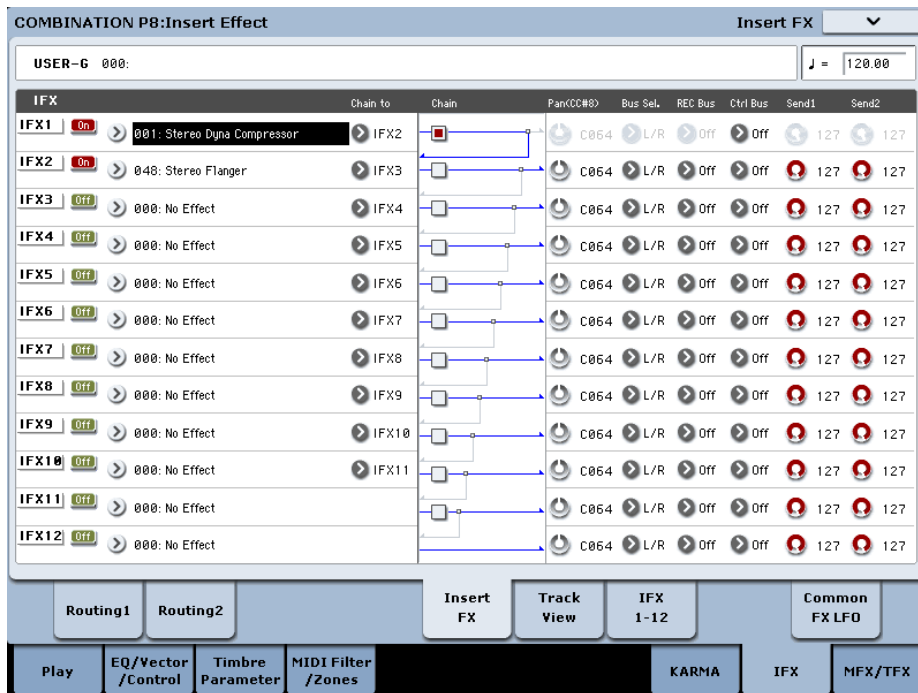 COMBINATION P8:Insert Effect Insert FX
USER-G 000: ♩ = 120.00
IFX Chain to Chain Pan(CC#8) Bus Sel. REC Bus Ctrl Bus Send1 Send2
IFX1 On 001: Stereo Dyna Compressor IFX2 C064 L/R Off Off 127 127
IFX2 On 048: Stereo Flanger IFX3 C064 L/R Off Off 127 127
IFX3 Off 000: No Effect IFX4 C064 L/R Off Off 127 127
IFX4 Off 000: No Effect IFX5 C064 L/R Off Off 127 127
IFX5 Off 000: No Effect IFX6 C064 L/R Off Off 127 127
IFX6 Off 000: No Effect IFX7 C064 L/R Off Off 127 127
IFX7 Off 000: No Effect IFX8 C064 L/R Off Off 127 127
IFX8 Off 000: No Effect IFX9 C064 L/R Off Off 127 127
IFX9 Off 000: No Effect IFX10 C064 L/R Off Off 127 127
IFX10 Off 000: No Effect IFX11 C064 L/R Off Off 127 127
IFX11 Off 000: No Effect C064 L/R Off Off 127 127
IFX12 Off 000: No Effect C064 L/R Off Off 127 127
Routing1 Routing2 Insert FX Track View IFX 1-12 Common FX LFO
Play EQ/Vector /Control Timbre Parameter MIDI Filter /Zones KARMA IFX MFX/TFX